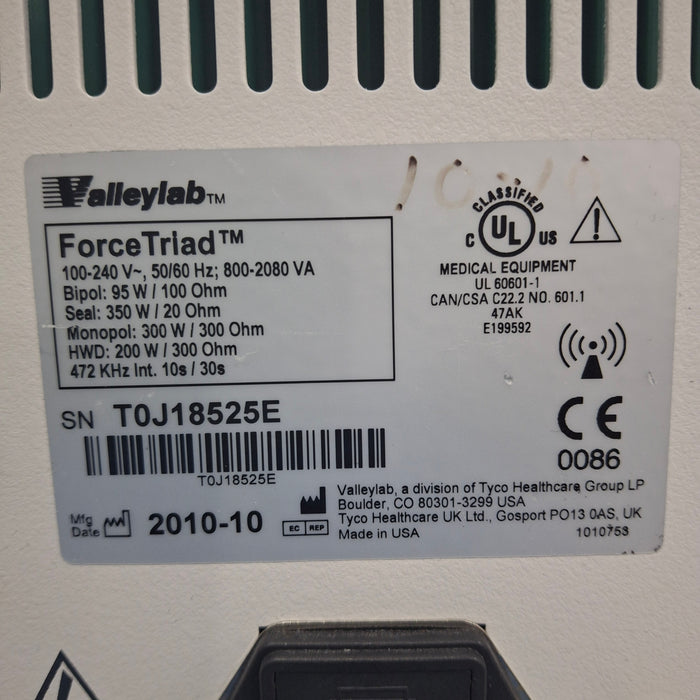 Valleylab™
ForceTriad™
100-240 V~, 50/60 Hz; 800-2080 VA
Bipol: 95 W / 100 Ohm
Seal: 350 W / 20 Ohm
Monopol: 300 W / 300 Ohm
HWD: 200 W / 300 Ohm
472 KHz Int. 10s / 30s
SN T0J18525E
T0J18525E
Mfg
Date 2010-10
CLASSIFIED
C UL US
MEDICAL EQUIPMENT
UL 60601-1
CAN/CSA C22.2 NO. 601.1
47AK
E199592
CE
0086
EC REP
Valleylab, a division of Tyco Healthcare Group LP
Boulder, CO 80301-3299 USA
Tyco Healthcare UK Ltd., Gosport PO13 0AS, UK
Made in USA
1010753